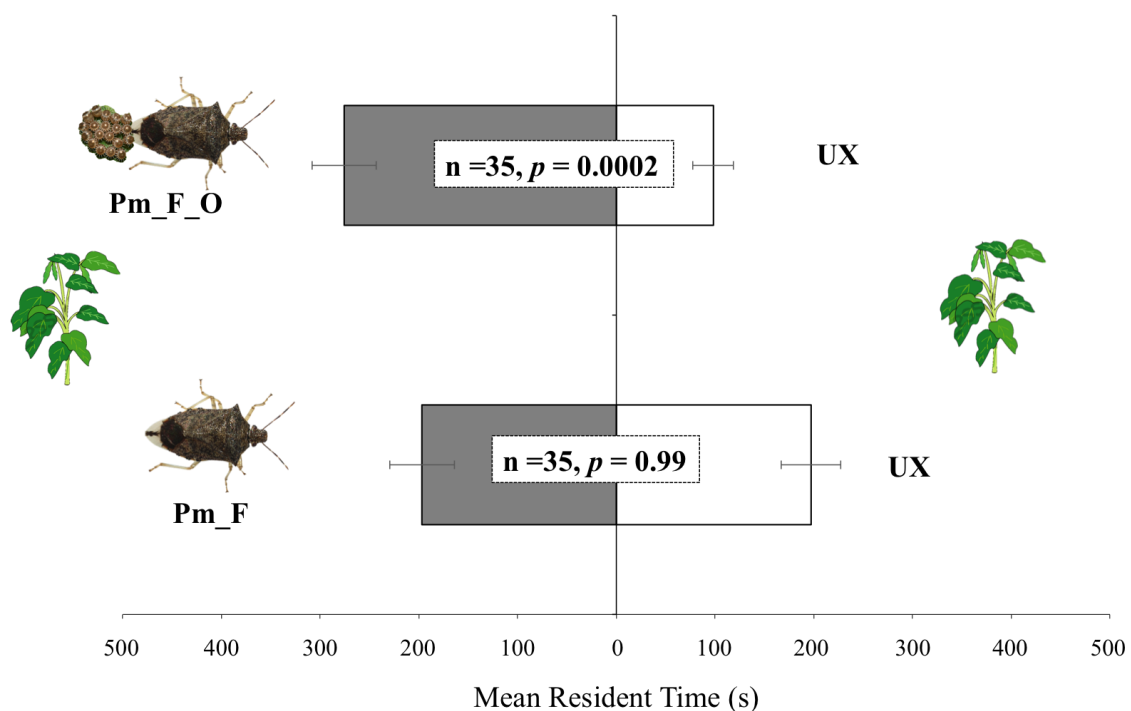 UX
n =35, p = 0.0002
Pm_F_O
n =35, p = 0.99
UX
Pm_F
500 400 300 200 100 0 100 200 300 400 500
Mean Resident Time (s)